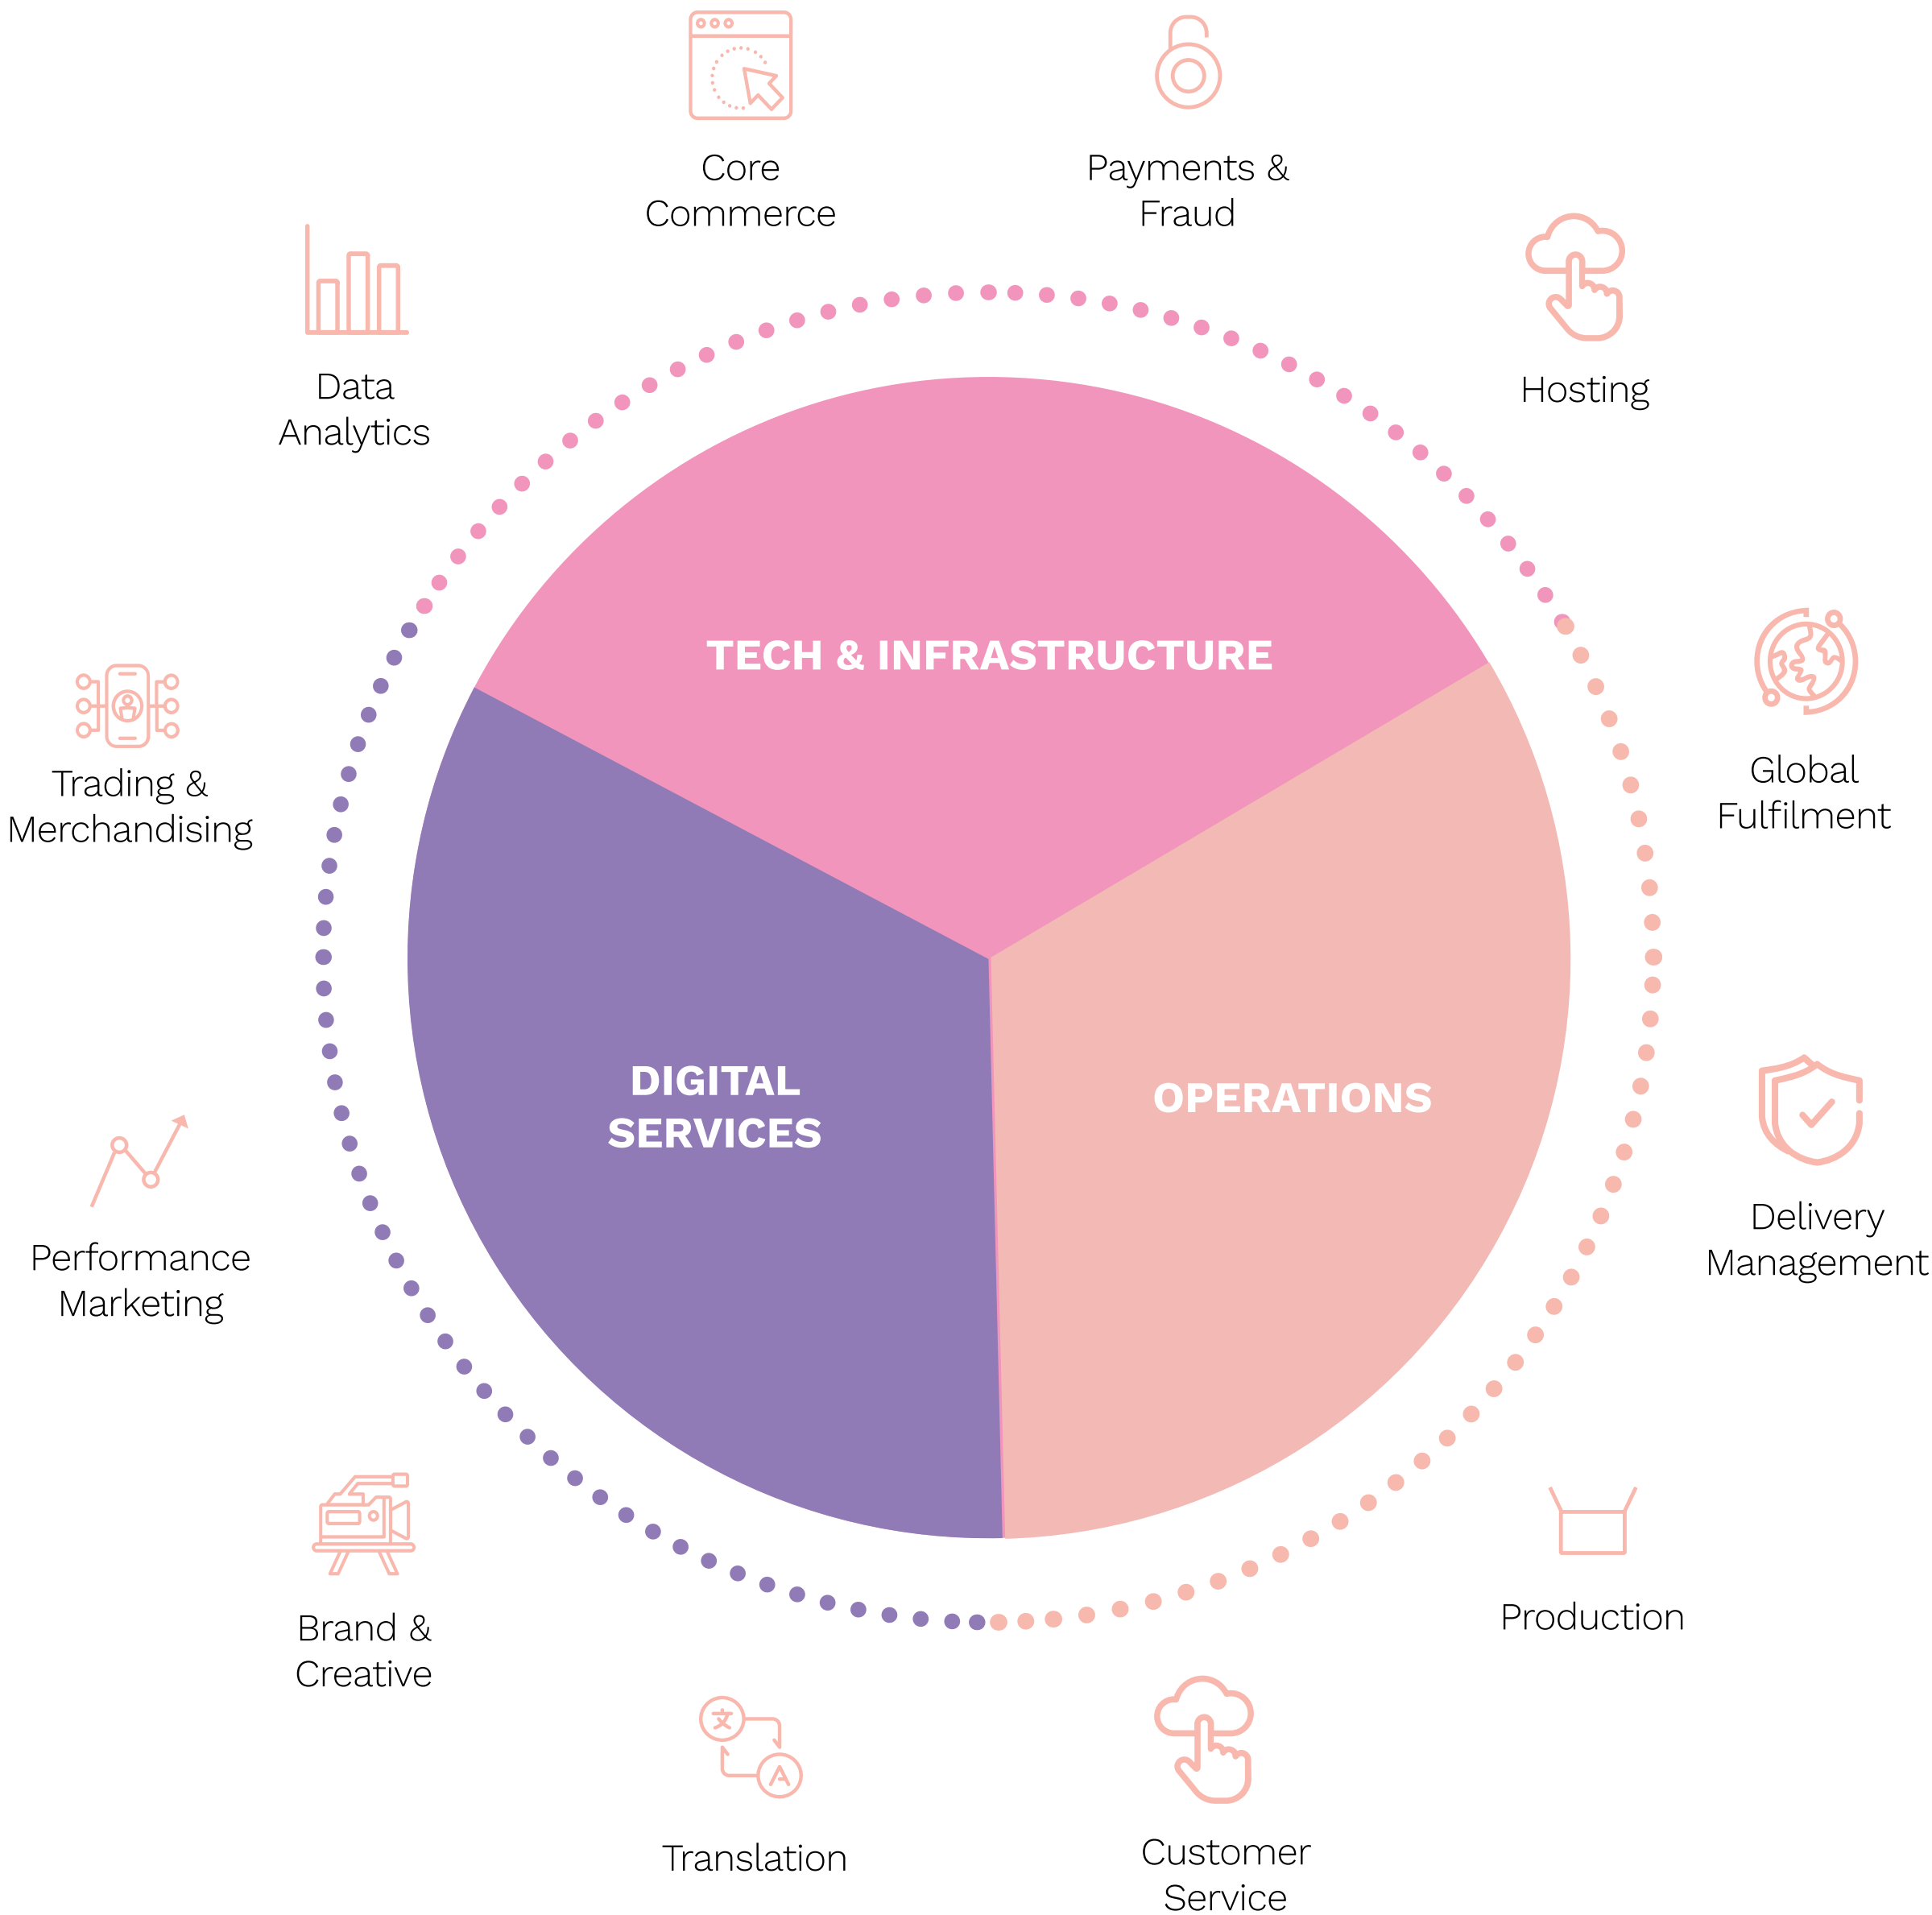 Core
Commerce
Payments &
Fraud
Hosting
Data
Analytics
TECH & INFRASTRUCTURE
Trading &
Merchandising
Global
Fulfilment
DIGITAL
SERVICES
OPERATIONS
Delivery
Management
Performance
Marketing
Production
Brand &
Creative
Translation
Customer
Service